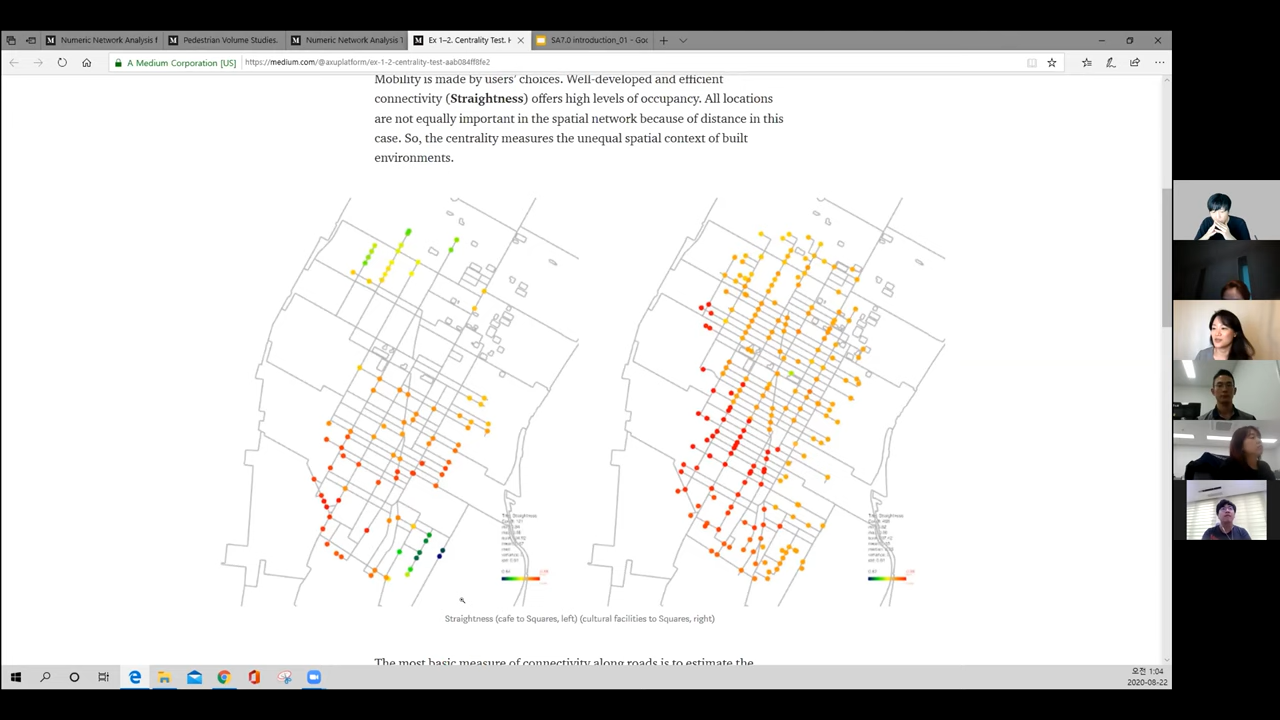 Numeric Network Analysis f
Pedestrian Volume Studies.
Numeric Network Analysis T
Ex 1–2. Centrality Test. H
SA7.0 introduction_01 - Goo
A Medium Corporation [US]
https://medium.com/@axuplatform/ex-1-2-centrality-test-aab084ff8fe2
Mobility is made by users' choices. Well-developed and efficient
connectivity (Straightness) offers high levels of occupancy. All locations
are not equally important in the spatial network because of distance in this
case. So, the centrality measures the unequal spatial context of built
environments.
Straightness (cafe to Squares, left) (cultural facilities to Squares, right)
The most basic measure of connectivity along roads is to estimate the
오전 1:04
2020-08-22